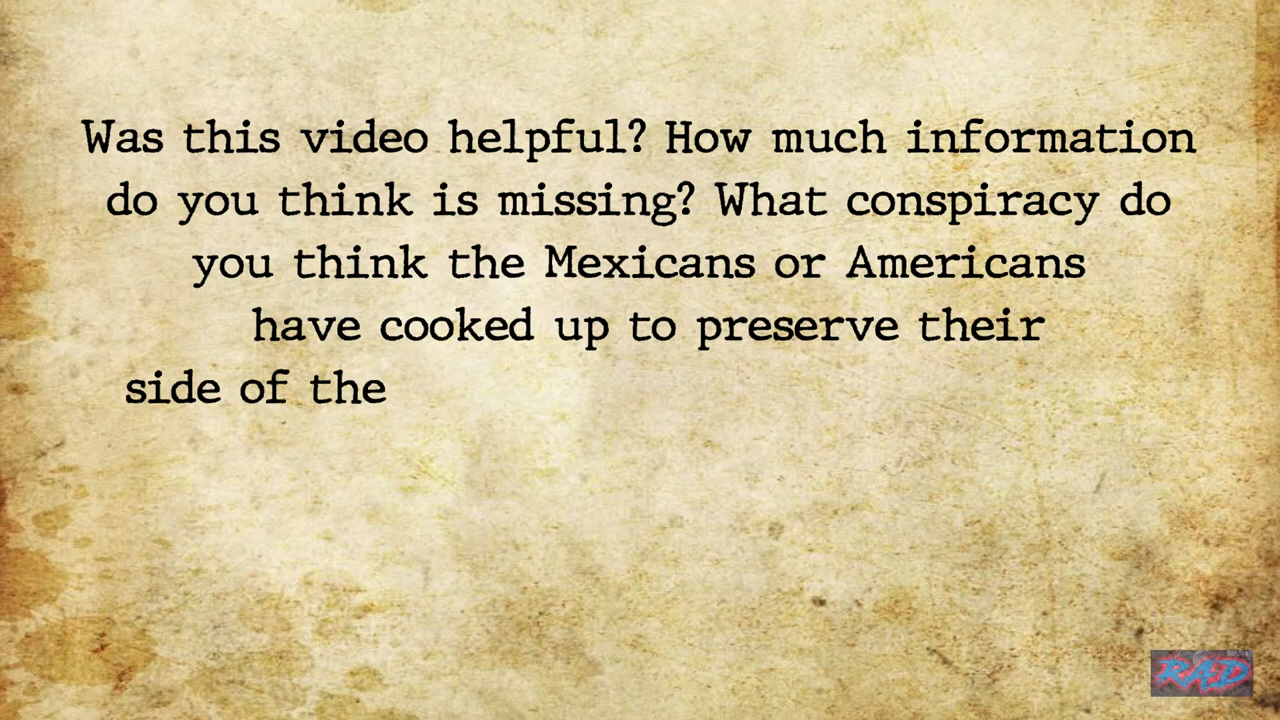 Was this video helpful? How much information
do you think is missing? What conspiracy do
you think the Mexicans or Americans
have cooked up to preserve their
side of the
RAD